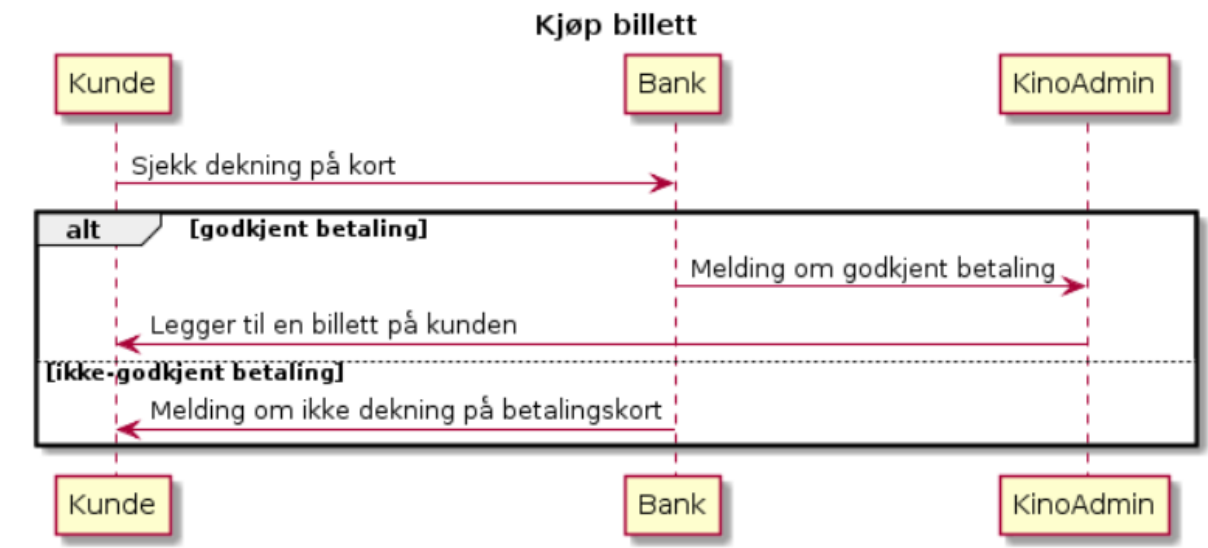 Kjøp billett
Kunde
Bank
KinoAdmin
Sjekk dekning på kort
alt
[godkjent betaling]
Melding om godkjent betaling
Legger til en billett på kunden
[ikke-godkjent betaling]
Melding om ikke dekning på betalingskort
Kunde
Bank
KinoAdmin